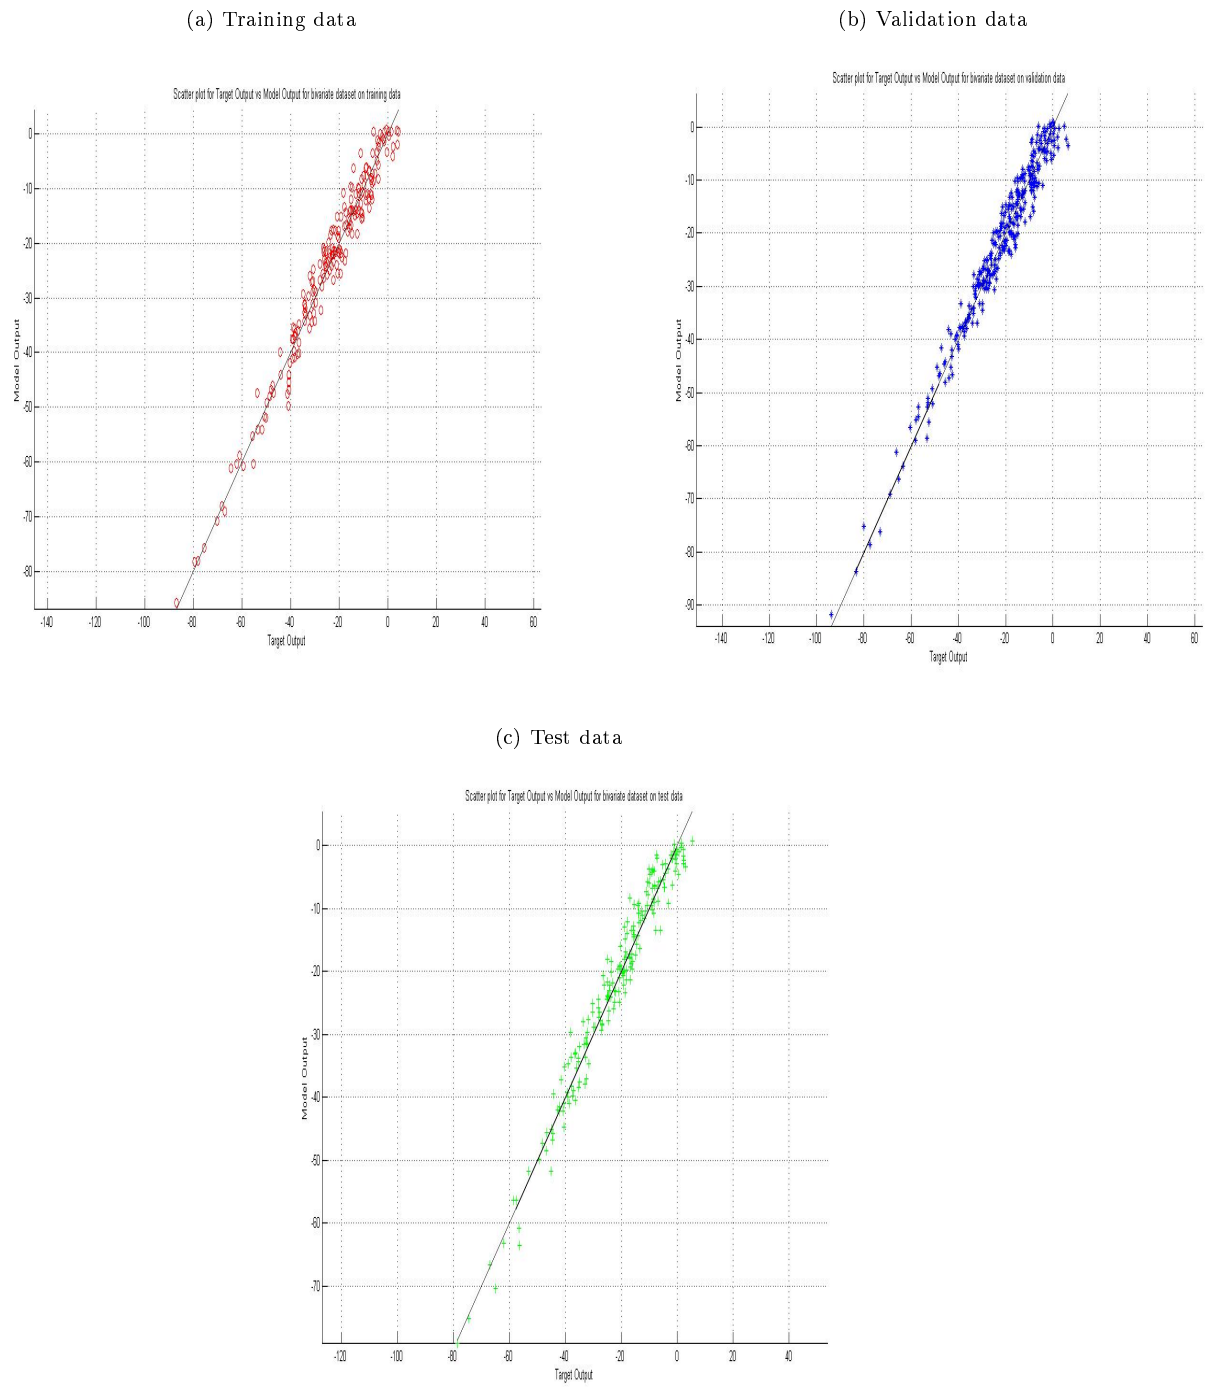 (a) Training data
Scatter plot for Target Output vs Model Output for bivariate dataset on training data
0
-10
-20
-30
-40
-50
-60
-70
-80
Model Output
-140 -120 -100 -80 -60 -40 -20 0 20 40 60
Target Output
(b) Validation data
Scatter plot for Target Output vs Model Output for bivariate dataset on validation data
0
-10
-20
-30
-40
-50
-60
-70
-80
-90
Model Output
-140 -120 -100 -80 -60 -40 -20 0 20 40 60
Target Output
(c) Test data
Scatter plot for Target Output vs Model Output for bivariate dataset on test data
0
-10
-20
-30
-40
-50
-60
-70
Model Output
-120 -100 -80 -60 -40 -20 0 20 40
Target Output